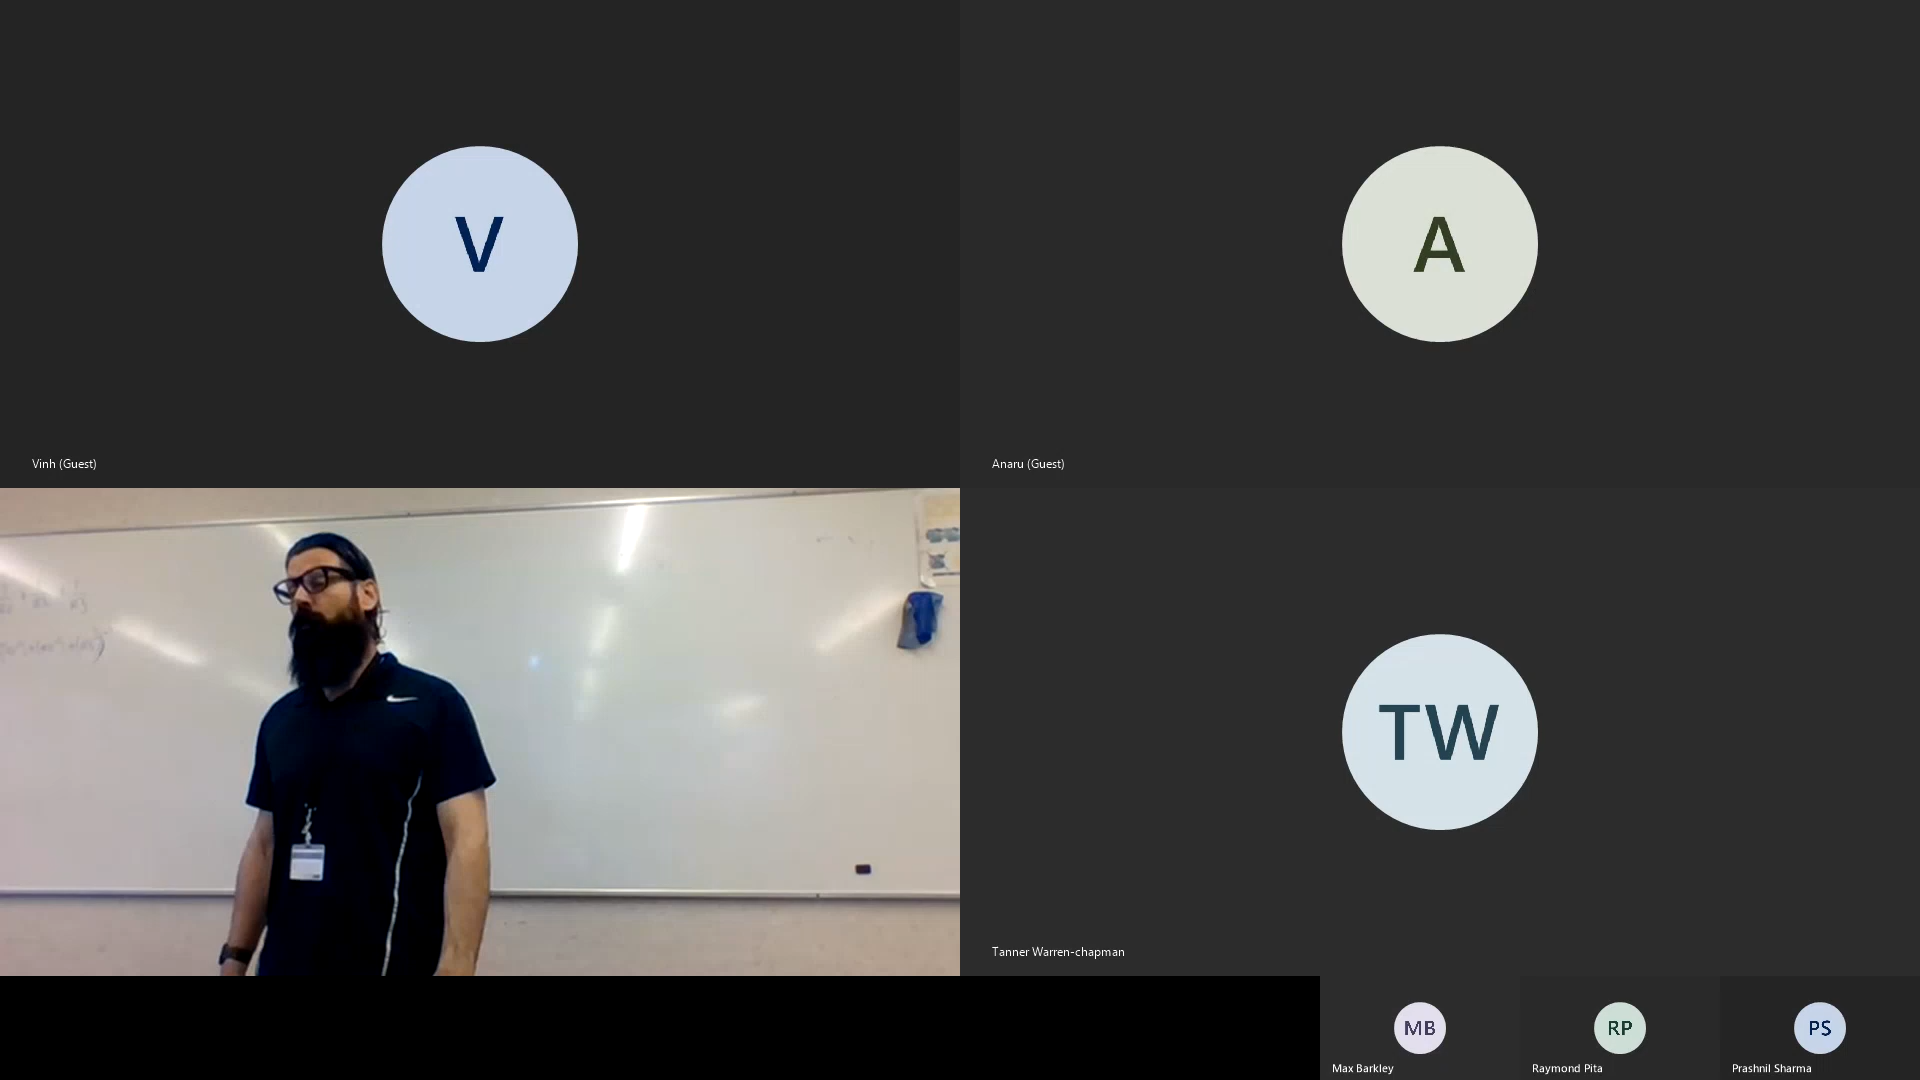 V
A
Vinh (Guest)
Anaru (Guest)
TW
Tanner Warren-chapman
MB
RP
PS
Max Barkley
Raymond Pita
Prashnil Sharma